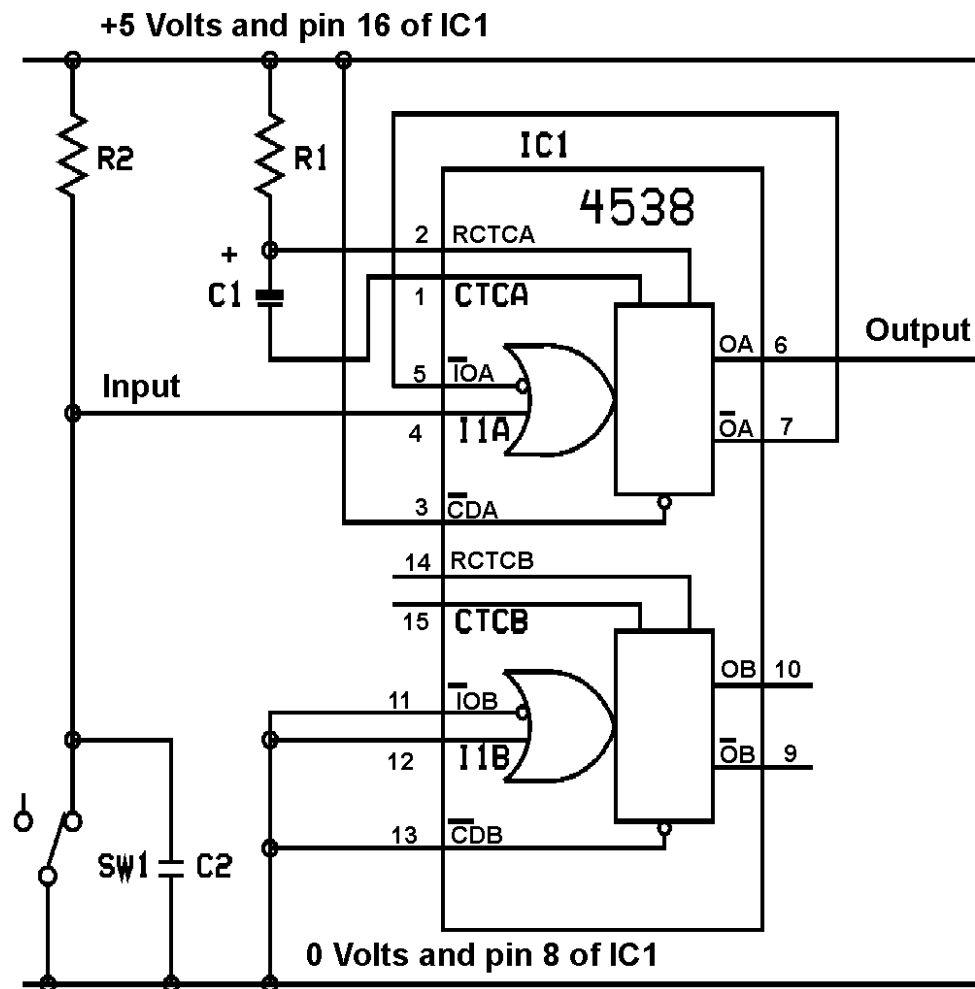 +5 Volts and pin 16 of IC1
IC1
R2
R1
4538
2 RCTCA
+
C1
1 CTCA
Output
OA 6
5 IOA
Input
4 I1A
OA 7
3 CDA
14 RCTCB
15 CTCB
OB 10
11 IOB
12 I1B
OB 9
13 CDB
SW1 C2
0 Volts and pin 8 of IC1